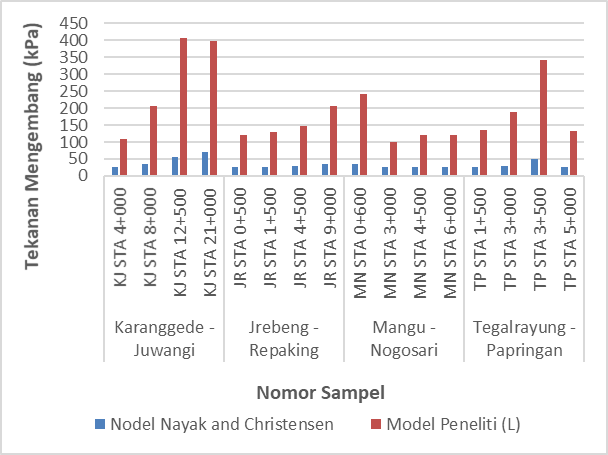 Tekanan Mengembang (kPa)
450
400
350
300
250
200
150
100
50
0
KJ STA 4+000
KJ STA 8+000
KJ STA 12+500
KJ STA 21+000
JR STA 0+500
JR STA 1+500
JR STA 4+500
JR STA 9+000
MN STA 0+600
MN STA 3+000
MN STA 4+500
MN STA 6+000
TP STA 1+500
TP STA 3+000
TP STA 3+500
TP STA 5+000
Karanggede -
Juwangi
Jrebeng -
Repaking
Mangu -
Nogosari
Tegalrayung -
Papringan
Nomor Sampel
Nodel Nayak and Christensen
Model Peneliti (L)